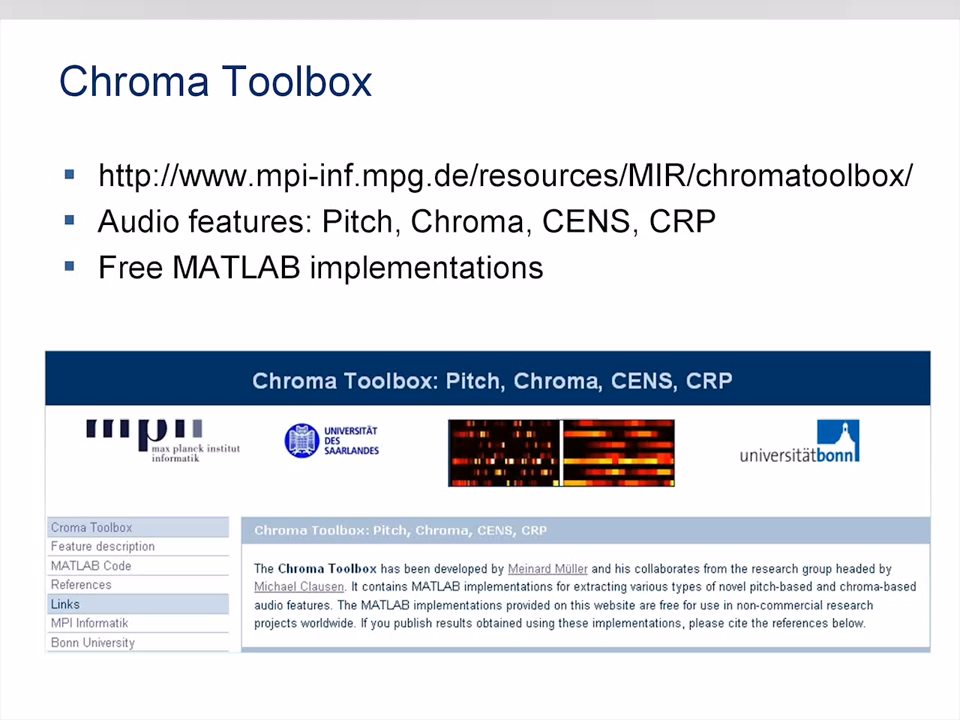 Chroma Toolbox
http://www.mpi-inf.mpg.de/resources/MIR/chromatoolbox/
Audio features: Pitch, Chroma, CENS, CRP
Free MATLAB implementations
Chroma Toolbox: Pitch, Chroma, CENS, CRP
mpii
max planck institut
informatik
UNIVERSITÄT
DES
SAARLANDES
universitätbonn
Croma Toolbox
Feature description
MATLAB Code
References
Links
MPI Informatik
Bonn University
Chroma Toolbox: Pitch, Chroma, CENS, CRP
The Chroma Toolbox has been developed by Meinard Müller and his collaborates from the research group headed by
Michael Clausen. It contains MATLAB implementations for extracting various types of novel pitch-based and chroma-based
audio features. The MATLAB implementations provided on this website are free for use in non-commercial research
projects worldwide. If you publish results obtained using these implementations, please cite the references below.